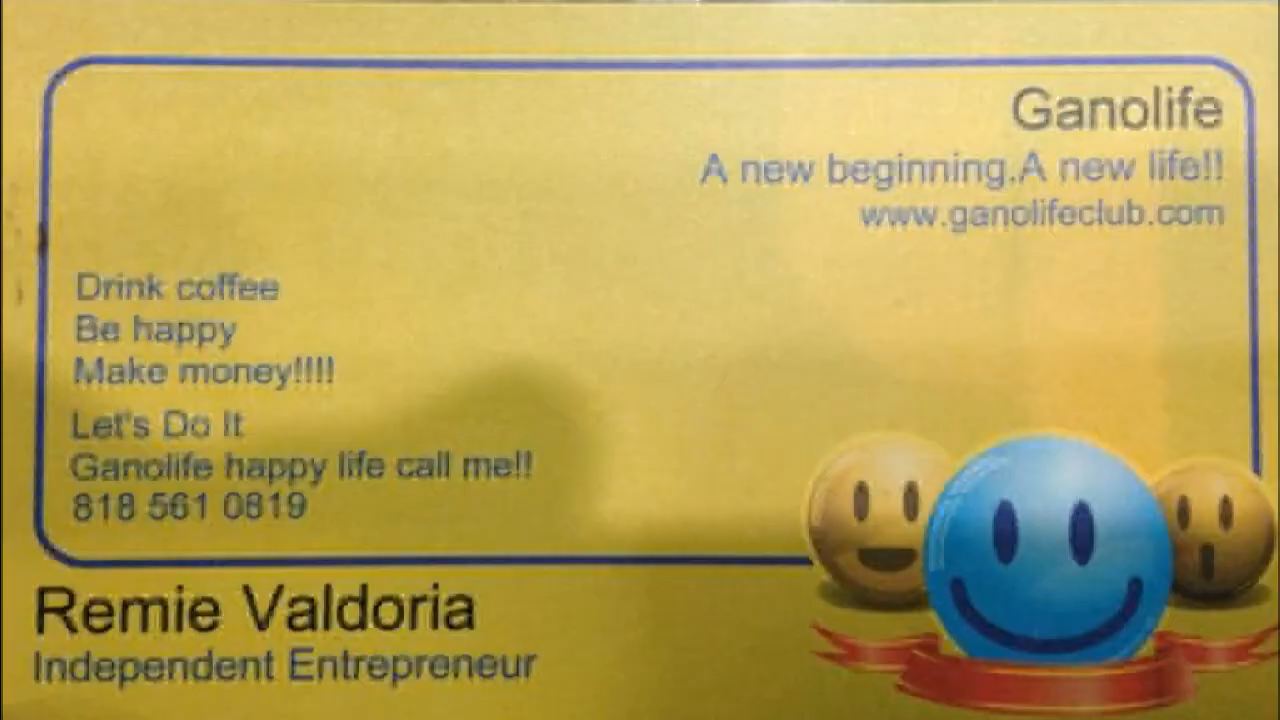 Ganolife
A new beginning.A new life!!
www.ganolifeclub.com
Drink coffee
Be happy
Make money!!!!
Let's Do It
Ganolife happy life call me!!
818 561 0819
Remie Valdoria
Independent Entrepreneur